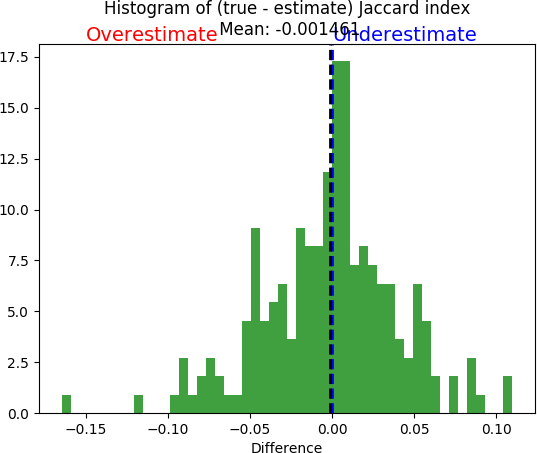 Histogram of (true - estimate) Jaccard index
Mean: -0.001461
Overestimate
Underestimate
17.5
15.0
12.5
10.0
7.5
5.0
2.5
0.0
−0.15 −0.10 −0.05 0.00 0.05 0.10
Difference